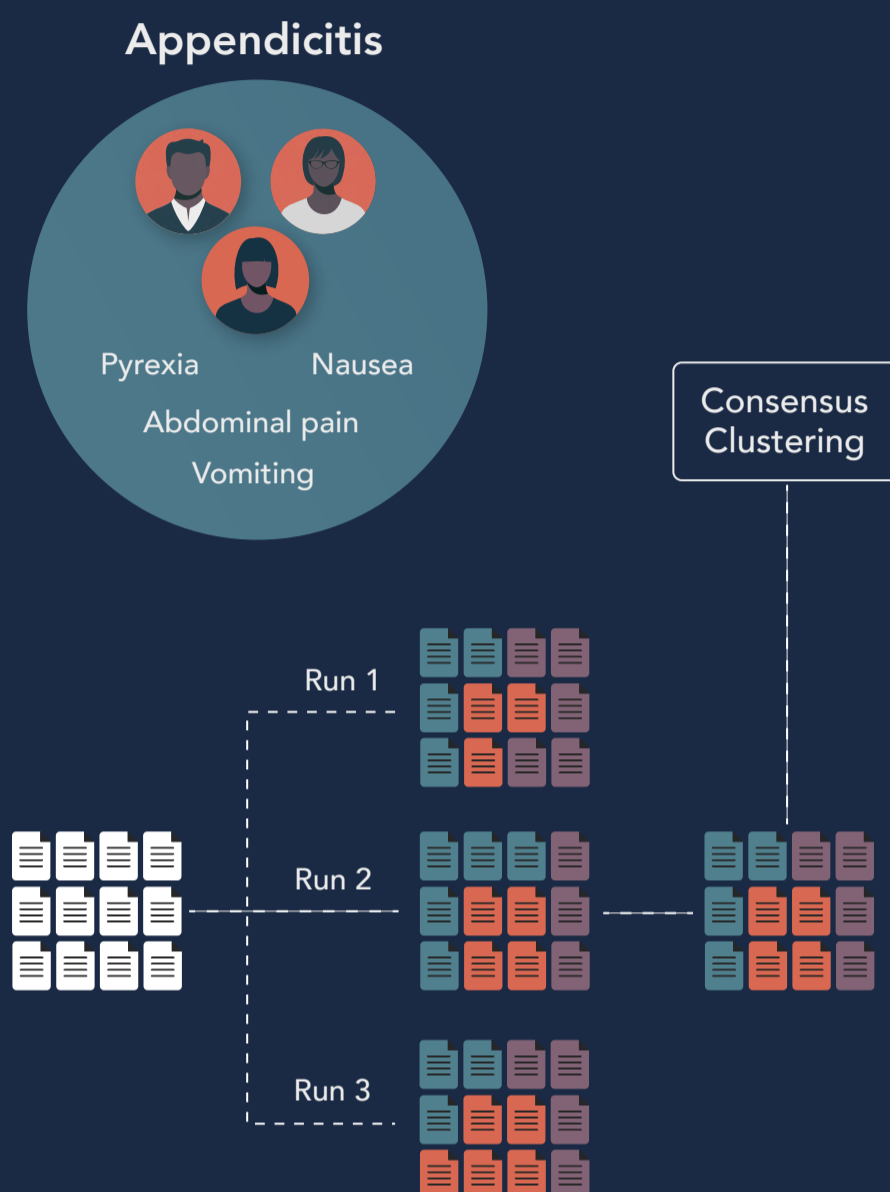 Appendicitis
Pyrexia
Nausea
Abdominal pain
Vomiting
Consensus
Clustering
Run 1
Run 2
Run 3